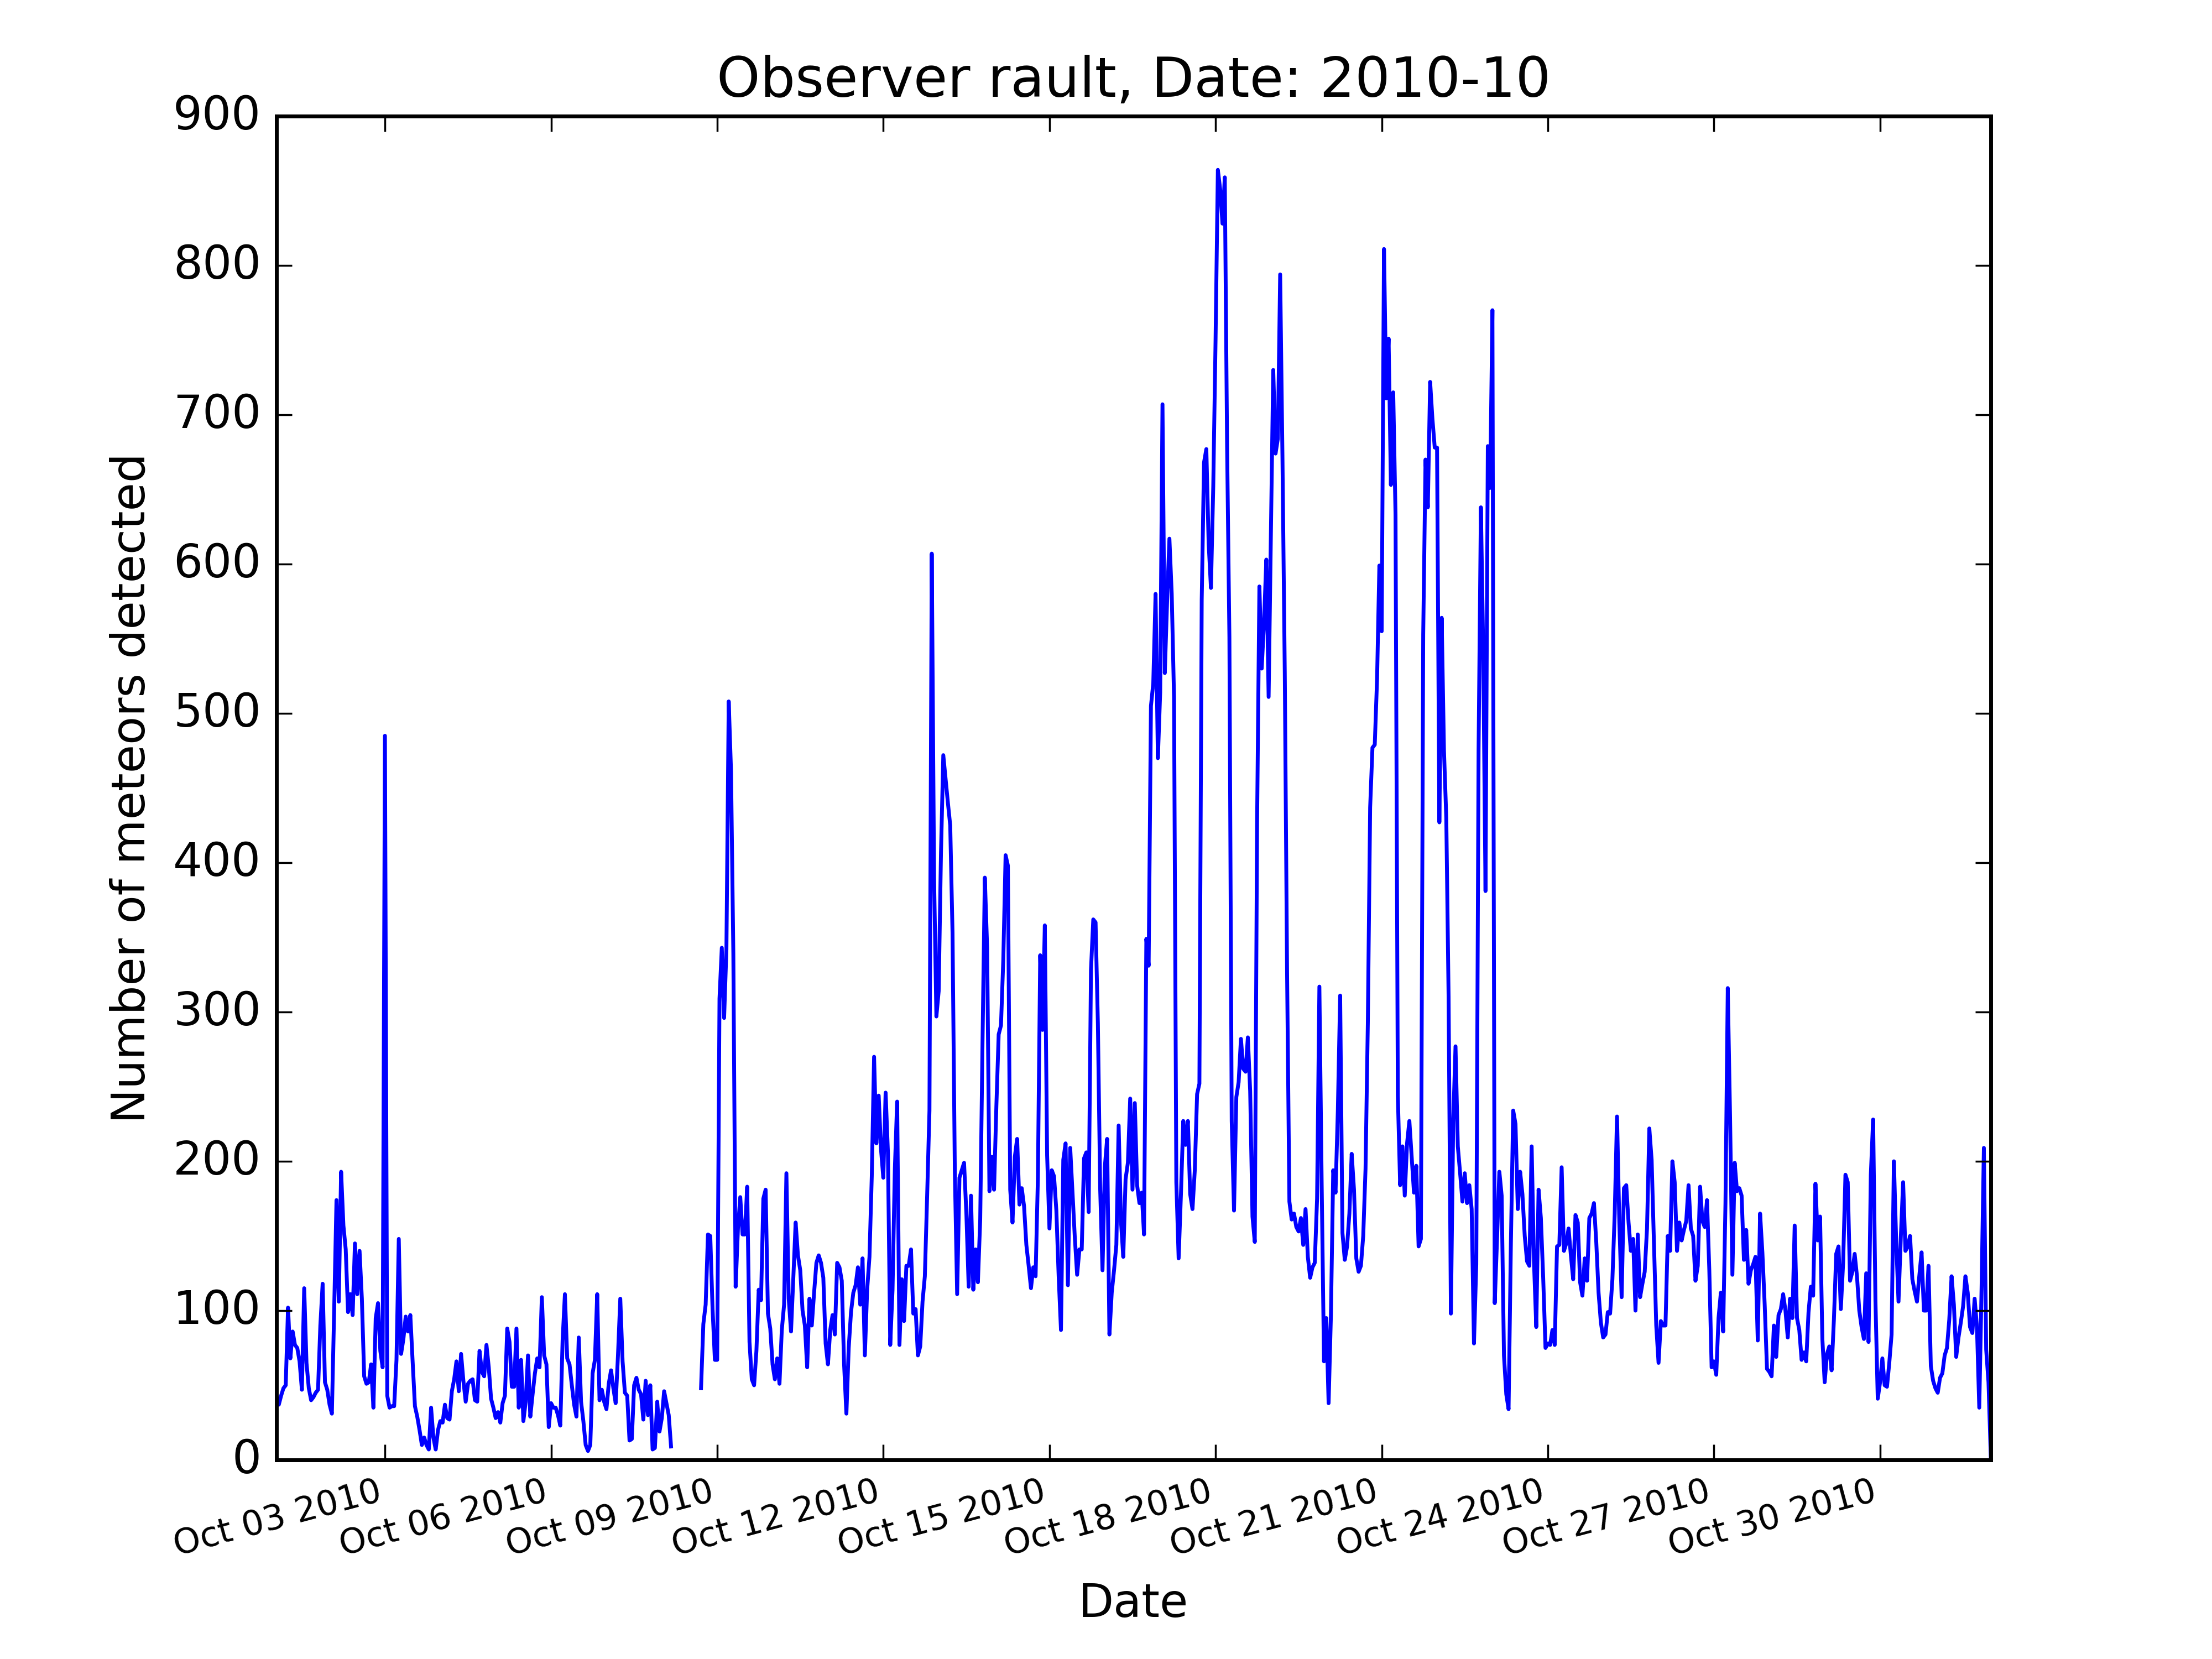 Observer rault, Date: 2010-10
900
800
700
600
500
400
300
200
100
0
Number of meteors detected
Oct 03 2010
Oct 06 2010
Oct 09 2010
Oct 12 2010
Oct 15 2010
Oct 18 2010
Oct 21 2010
Oct 24 2010
Oct 27 2010
Oct 30 2010
Date